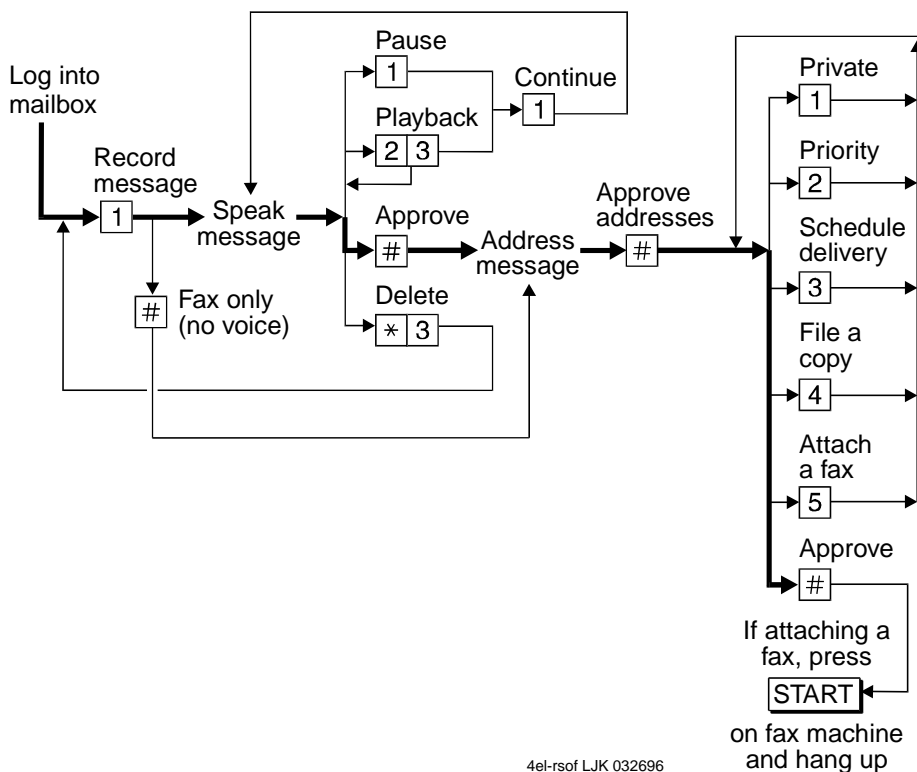 Log into
mailbox
Record
message
1
#
Fax only
(no voice)
Speak
message
Pause
1
Playback
2 3
Continue
1
Approve
#
Delete
* 3
Address
message
Approve
addresses
#
Private
1
Priority
2
Schedule
delivery
3
File a
copy
4
Attach
a fax
5
Approve
#
If attaching a
fax, press
START
on fax machine
and hang up
4el-rsof LJK 032696